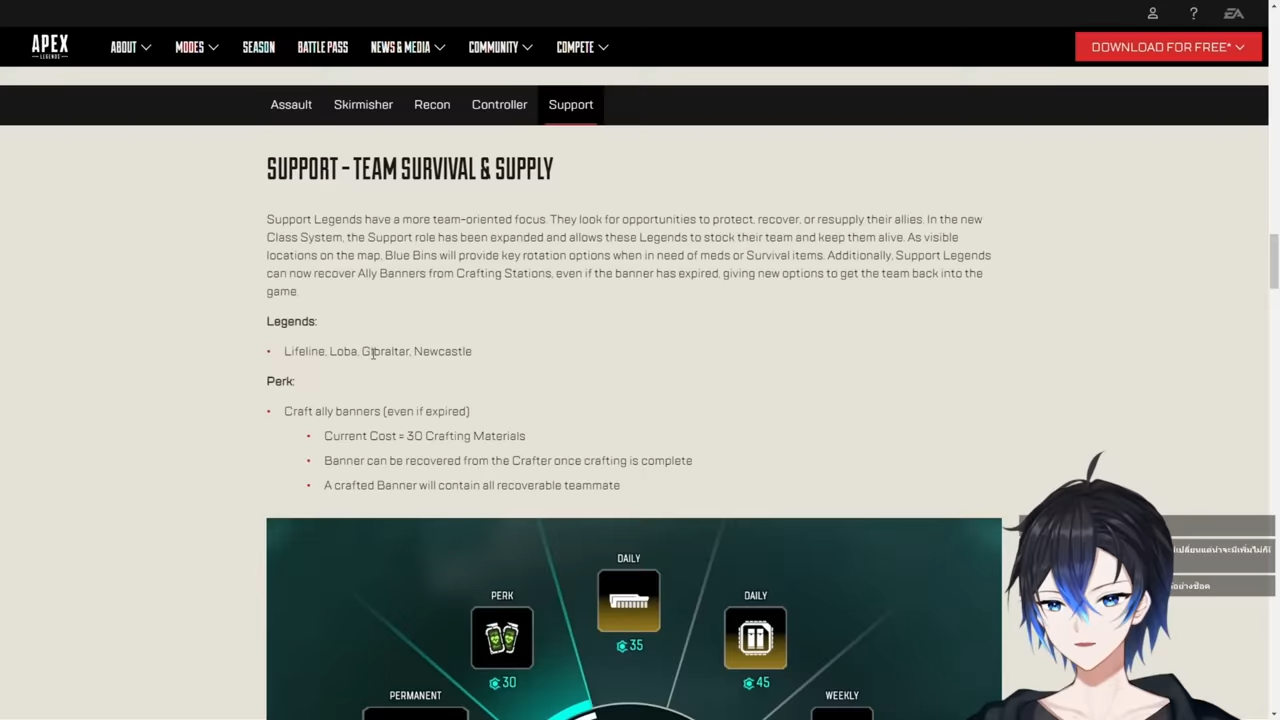 APEX
LEGENDS
ABOUT
MODES
SEASON
BATTLE PASS
NEWS & MEDIA
COMMUNITY
COMPETE
DOWNLOAD FOR FREE*
?
EA
Assault
Skirmisher
Recon
Controller
Support
SUPPORT - TEAM SURVIVAL & SUPPLY
Support Legends have a more team-oriented focus. They look for opportunities to protect, recover, or resupply their allies. In the new
Class System, the Support role has been expanded and allows these Legends to stock their team and keep them alive. As visible
locations on the map, Blue Bins will provide key rotation options when in need of meds or Survival items. Additionally, Support Legends
can now recover Ally Banners from Crafting Stations, even if the banner has expired, giving new options to get the team back into the
game.
Legends:
• Lifeline, Loba, Gibraltar, Newcastle
Perk:
• Craft ally banners (even if expired)
• Current Cost = 30 Crafting Materials
• Banner can be recovered from the Crafter once crafting is complete
• A crafted Banner will contain all recoverable teammate
DAILY
35
PERK
30
DAILY
45
PERMANENT
WEEKLY